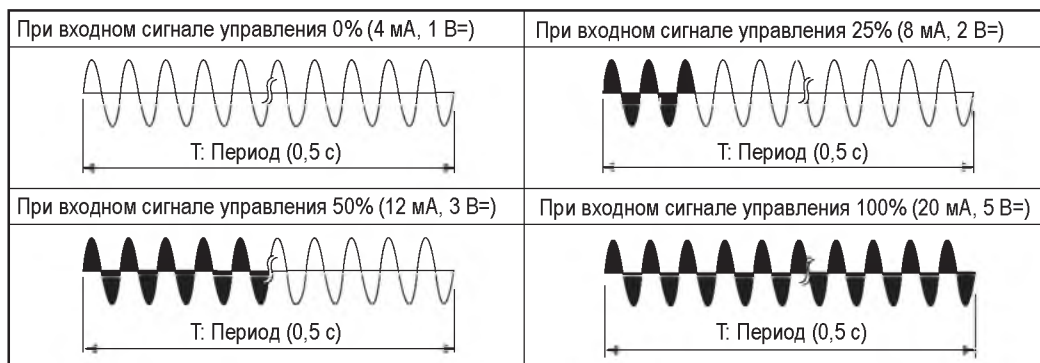 При входном сигнале управления 0% (4 мА, 1 В=)
T: Период (0,5 с)
При входном сигнале управления 25% (8 мА, 2 В=)
T: Период (0,5 с)
При входном сигнале управления 50% (12 мА, 3 В=)
T: Период (0,5 с)
При входном сигнале управления 100% (20 мА, 5 В=)
T: Период (0,5 с)